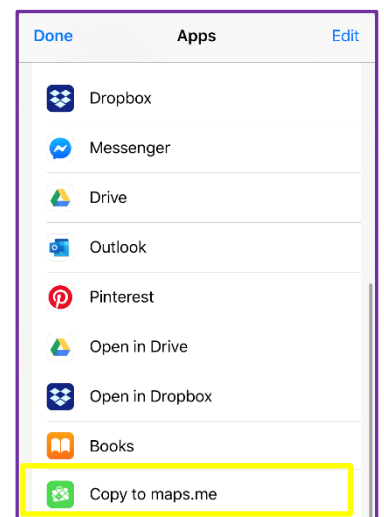 Done Apps Edit
Dropbox
Messenger
Drive
Outlook
Pinterest
Open in Drive
Open in Dropbox
Books
Copy to maps.me